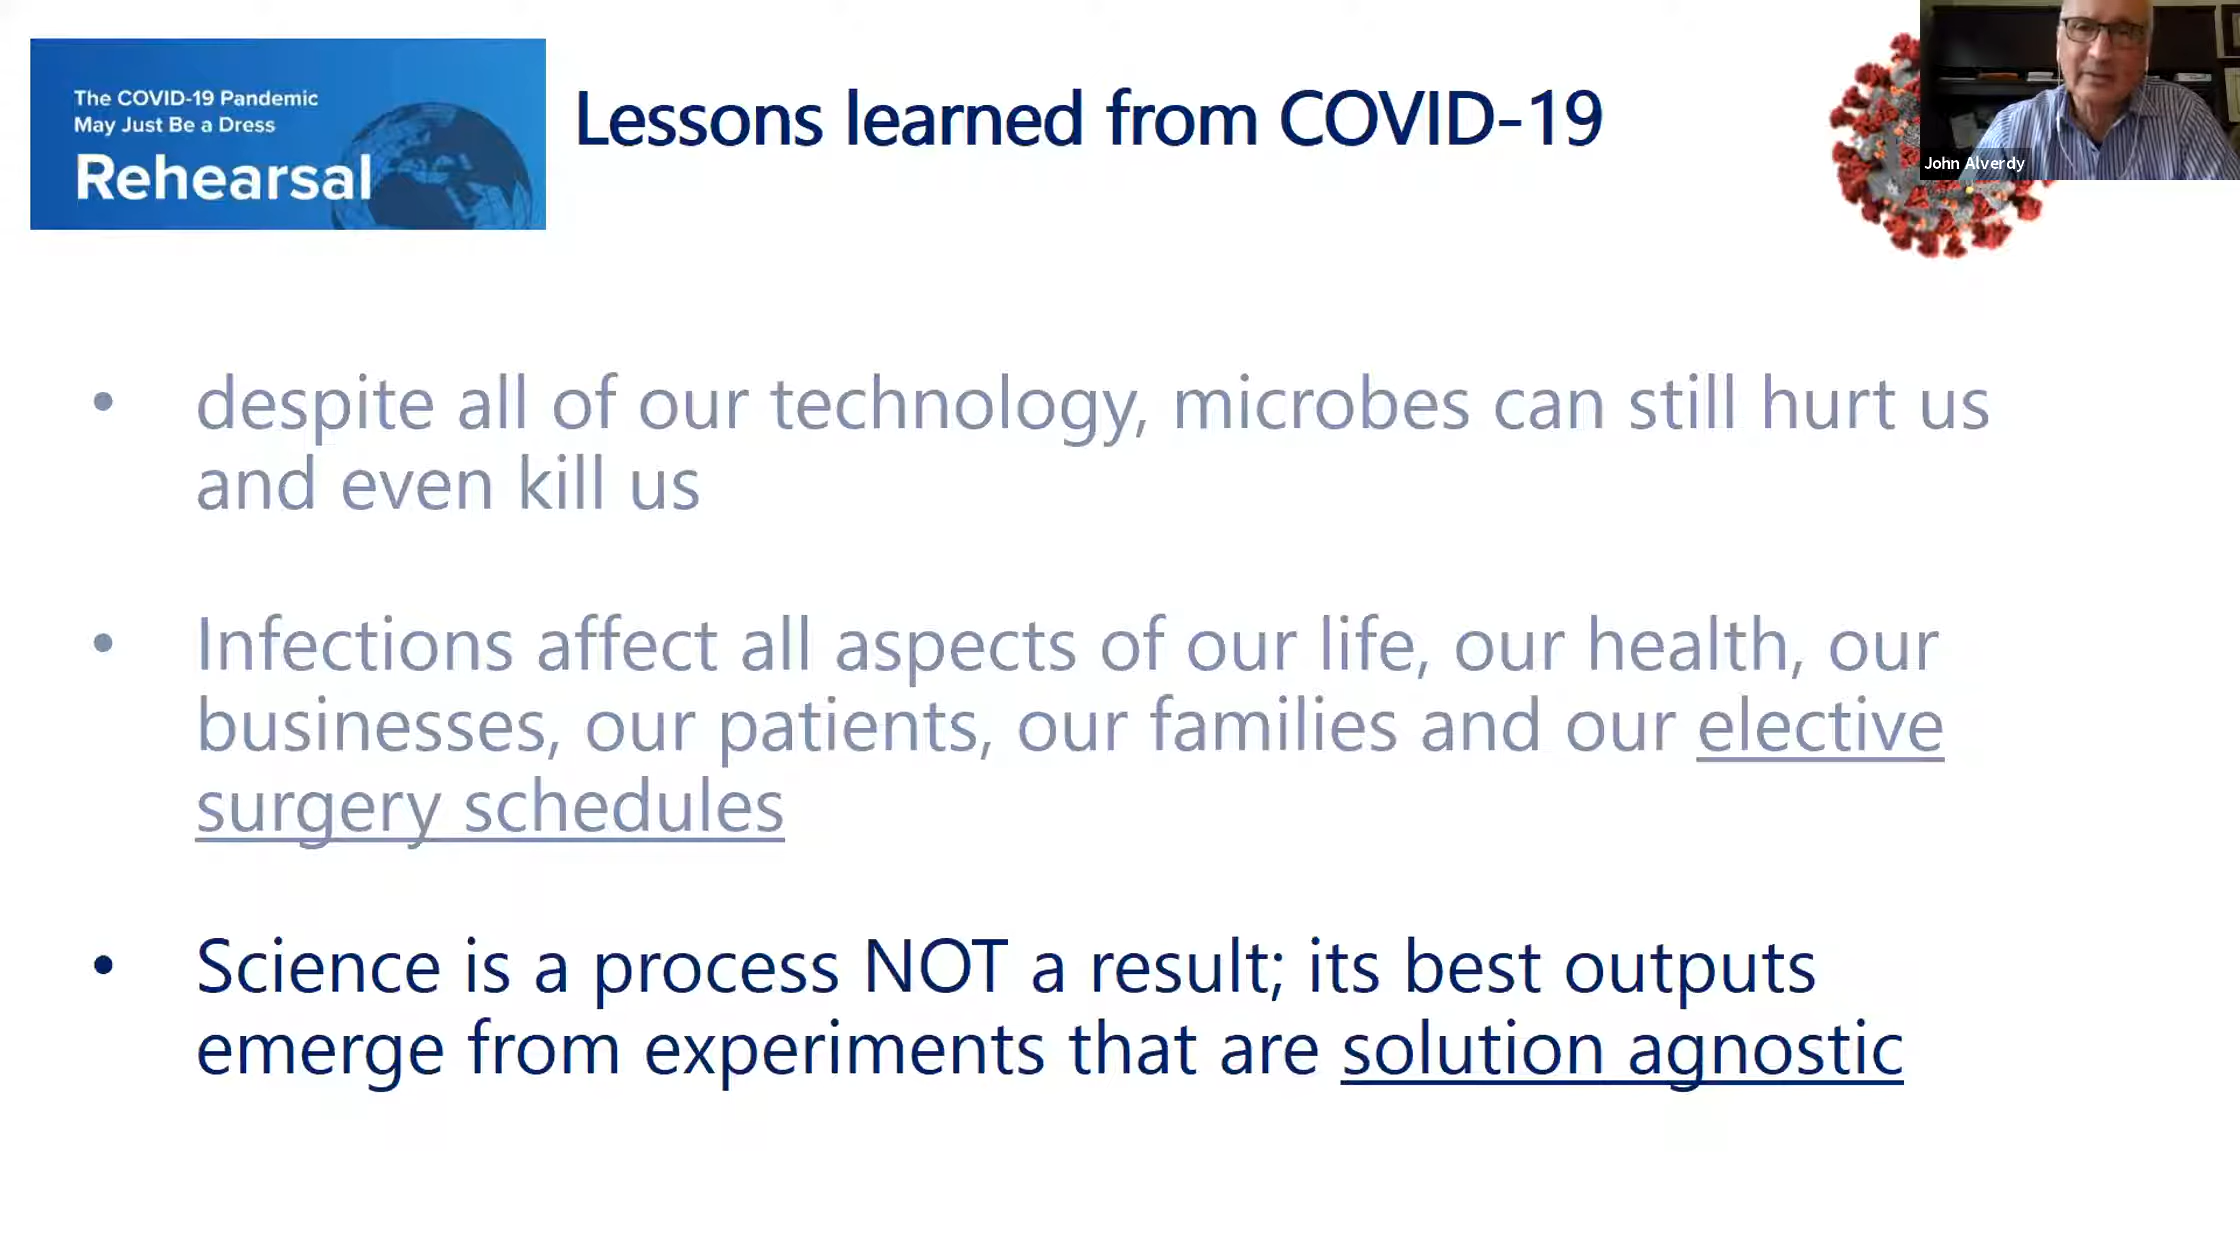 The COVID-19 Pandemic
May Just Be a Dress
Rehearsal
Lessons learned from COVID-19
John Alverdy
• despite all of our technology, microbes can still hurt us
and even kill us
• Infections affect all aspects of our life, our health, our
businesses, our patients, our families and our elective
surgery schedules
• Science is a process NOT a result; its best outputs
emerge from experiments that are solution agnostic